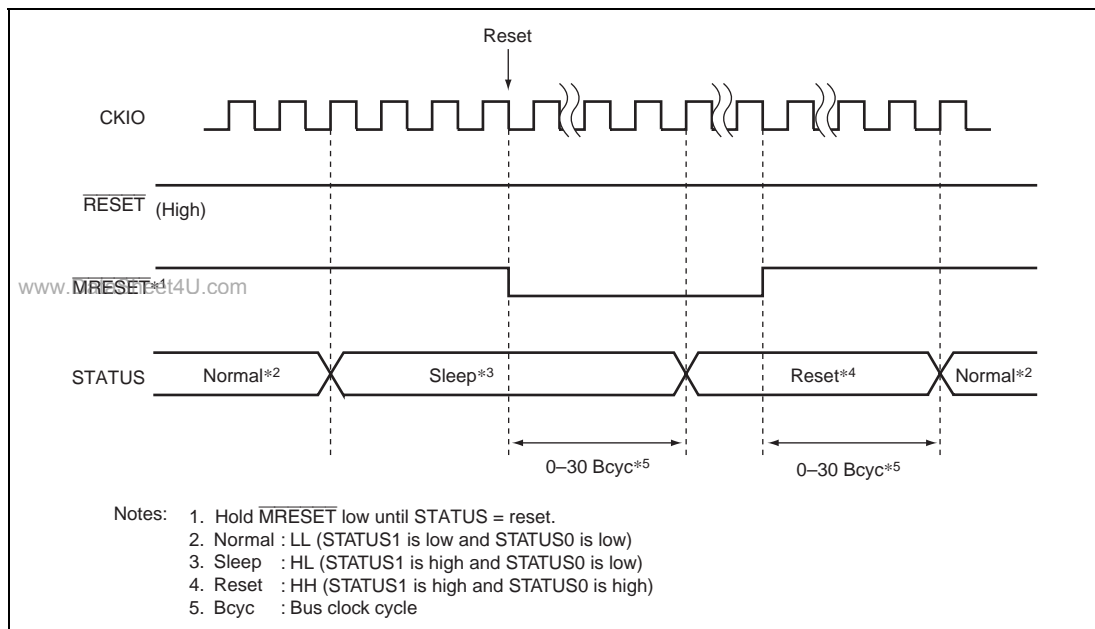 Reset
CKIO
RESET (High)
www.DataSheet4U.com
MRESET*1
STATUS Normal*2 Sleep*3 Reset*4 Normal*2
0–30 Bcyc*5 0–30 Bcyc*5
Notes: 1. Hold MRESET low until STATUS = reset.
2. Normal : LL (STATUS1 is low and STATUS0 is low)
3. Sleep : HL (STATUS1 is high and STATUS0 is low)
4. Reset : HH (STATUS1 is high and STATUS0 is high)
5. Bcyc : Bus clock cycle